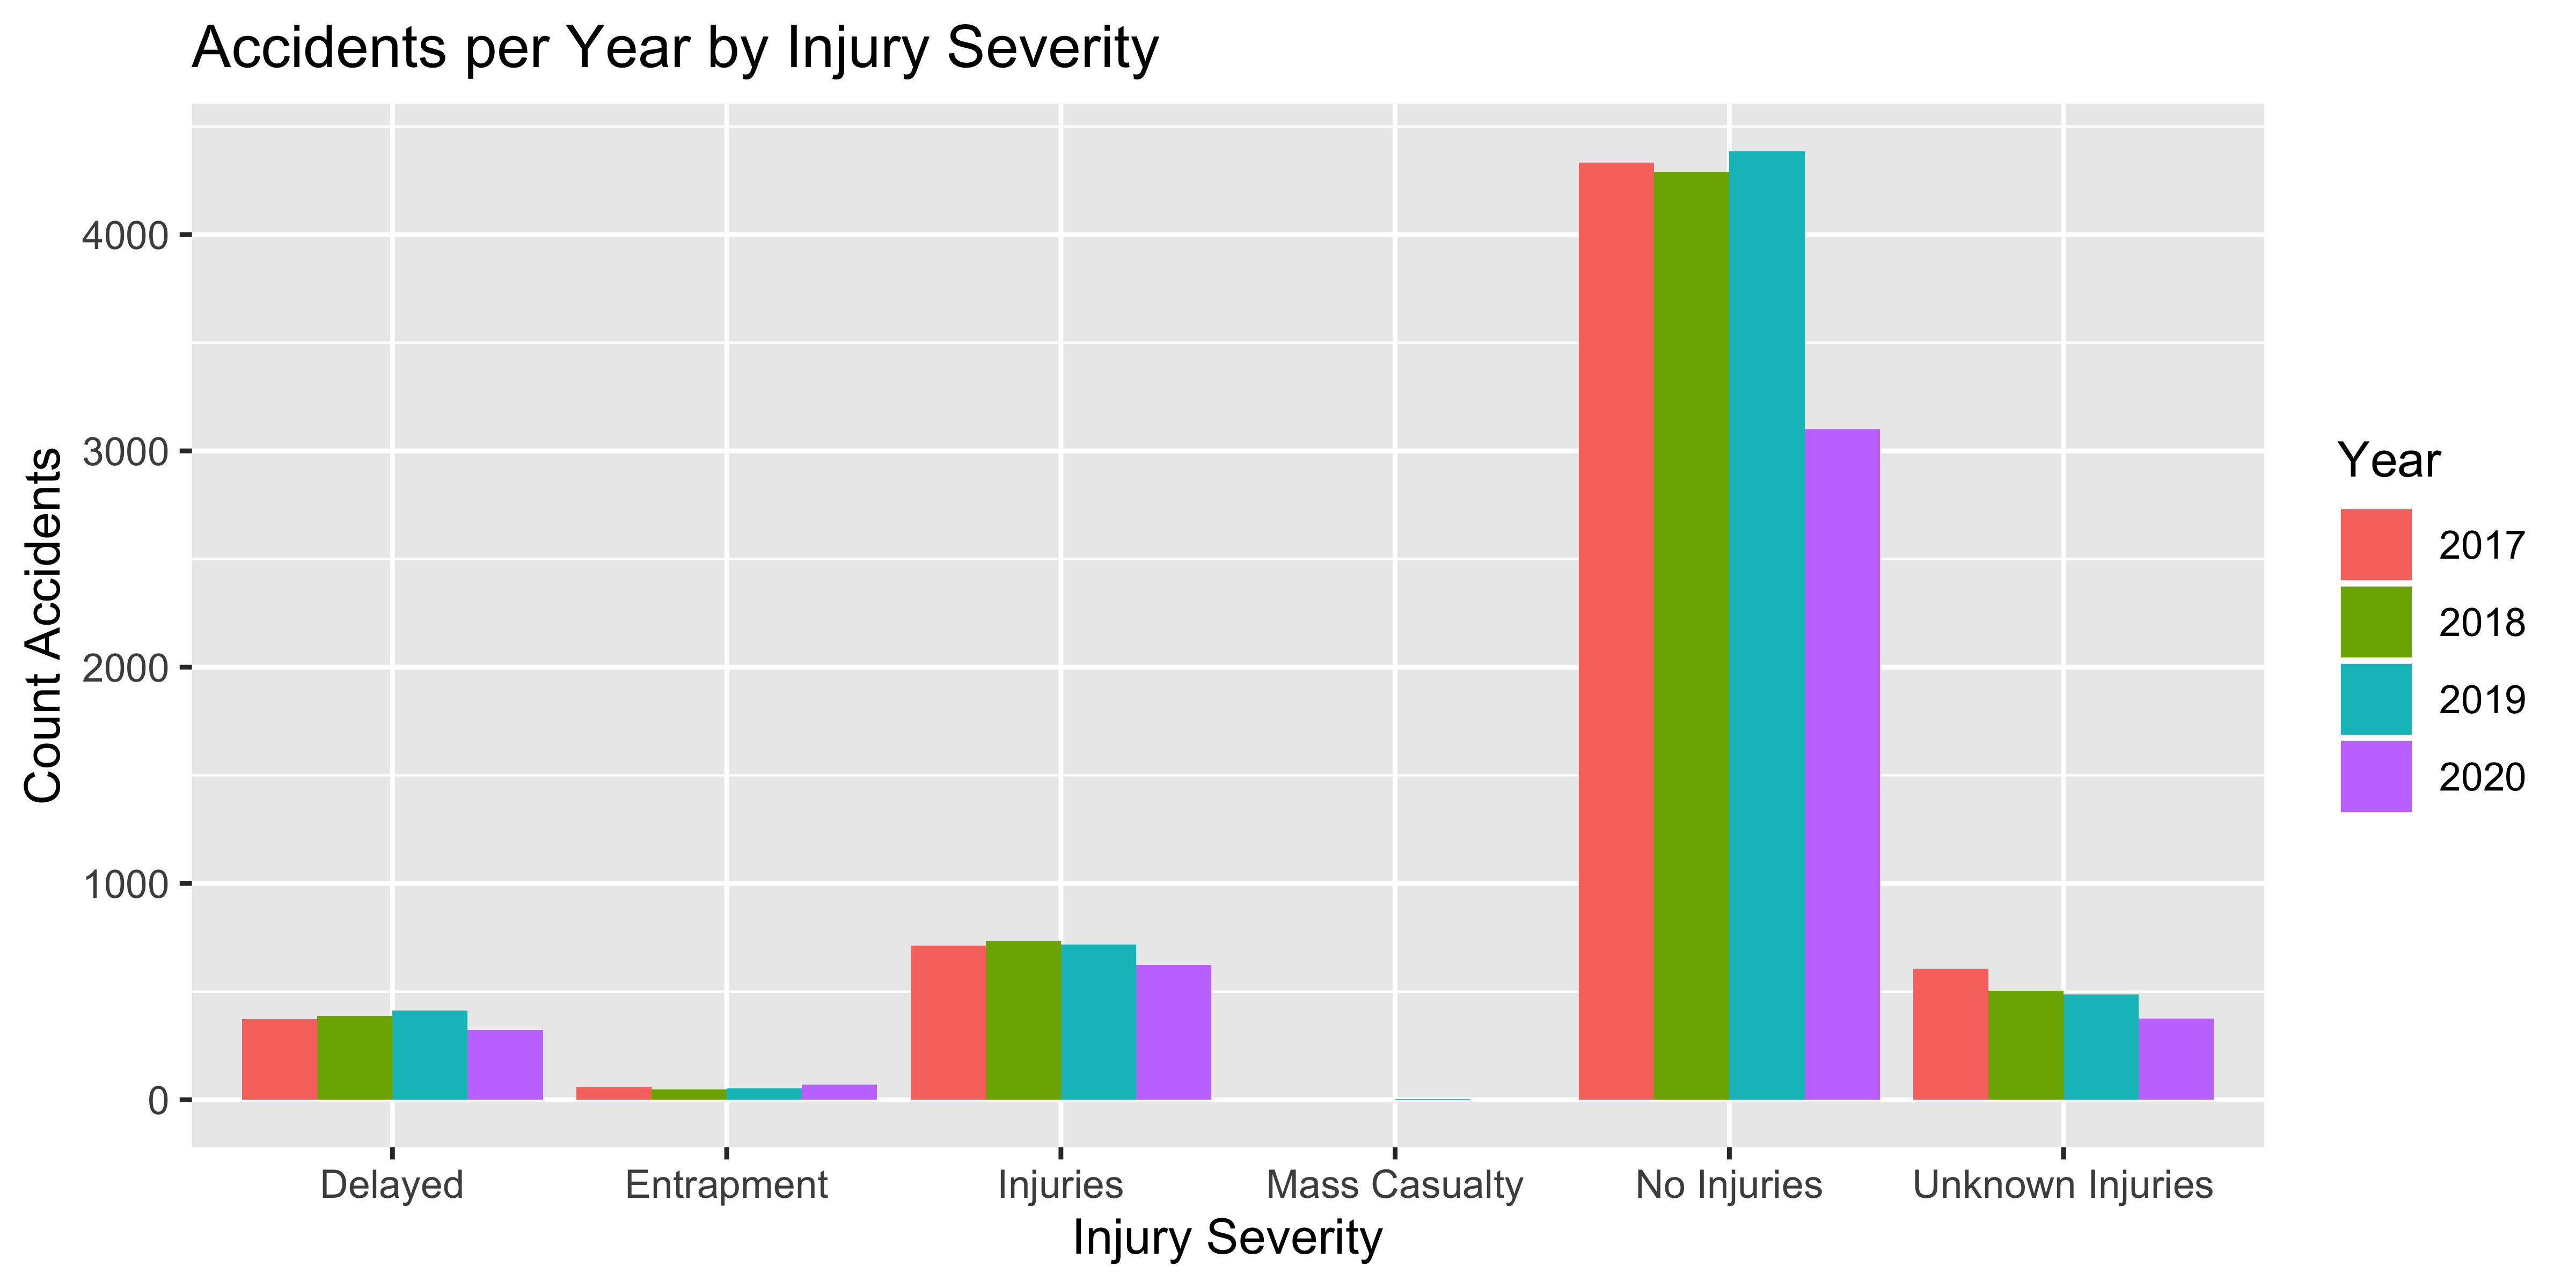 Accidents per Year by Injury Severity
Count Accidents
4000
3000
2000
1000
0
Delayed
Entrapment
Injuries
Mass Casualty
No Injuries
Unknown Injuries
Injury Severity
Year
2017
2018
2019
2020